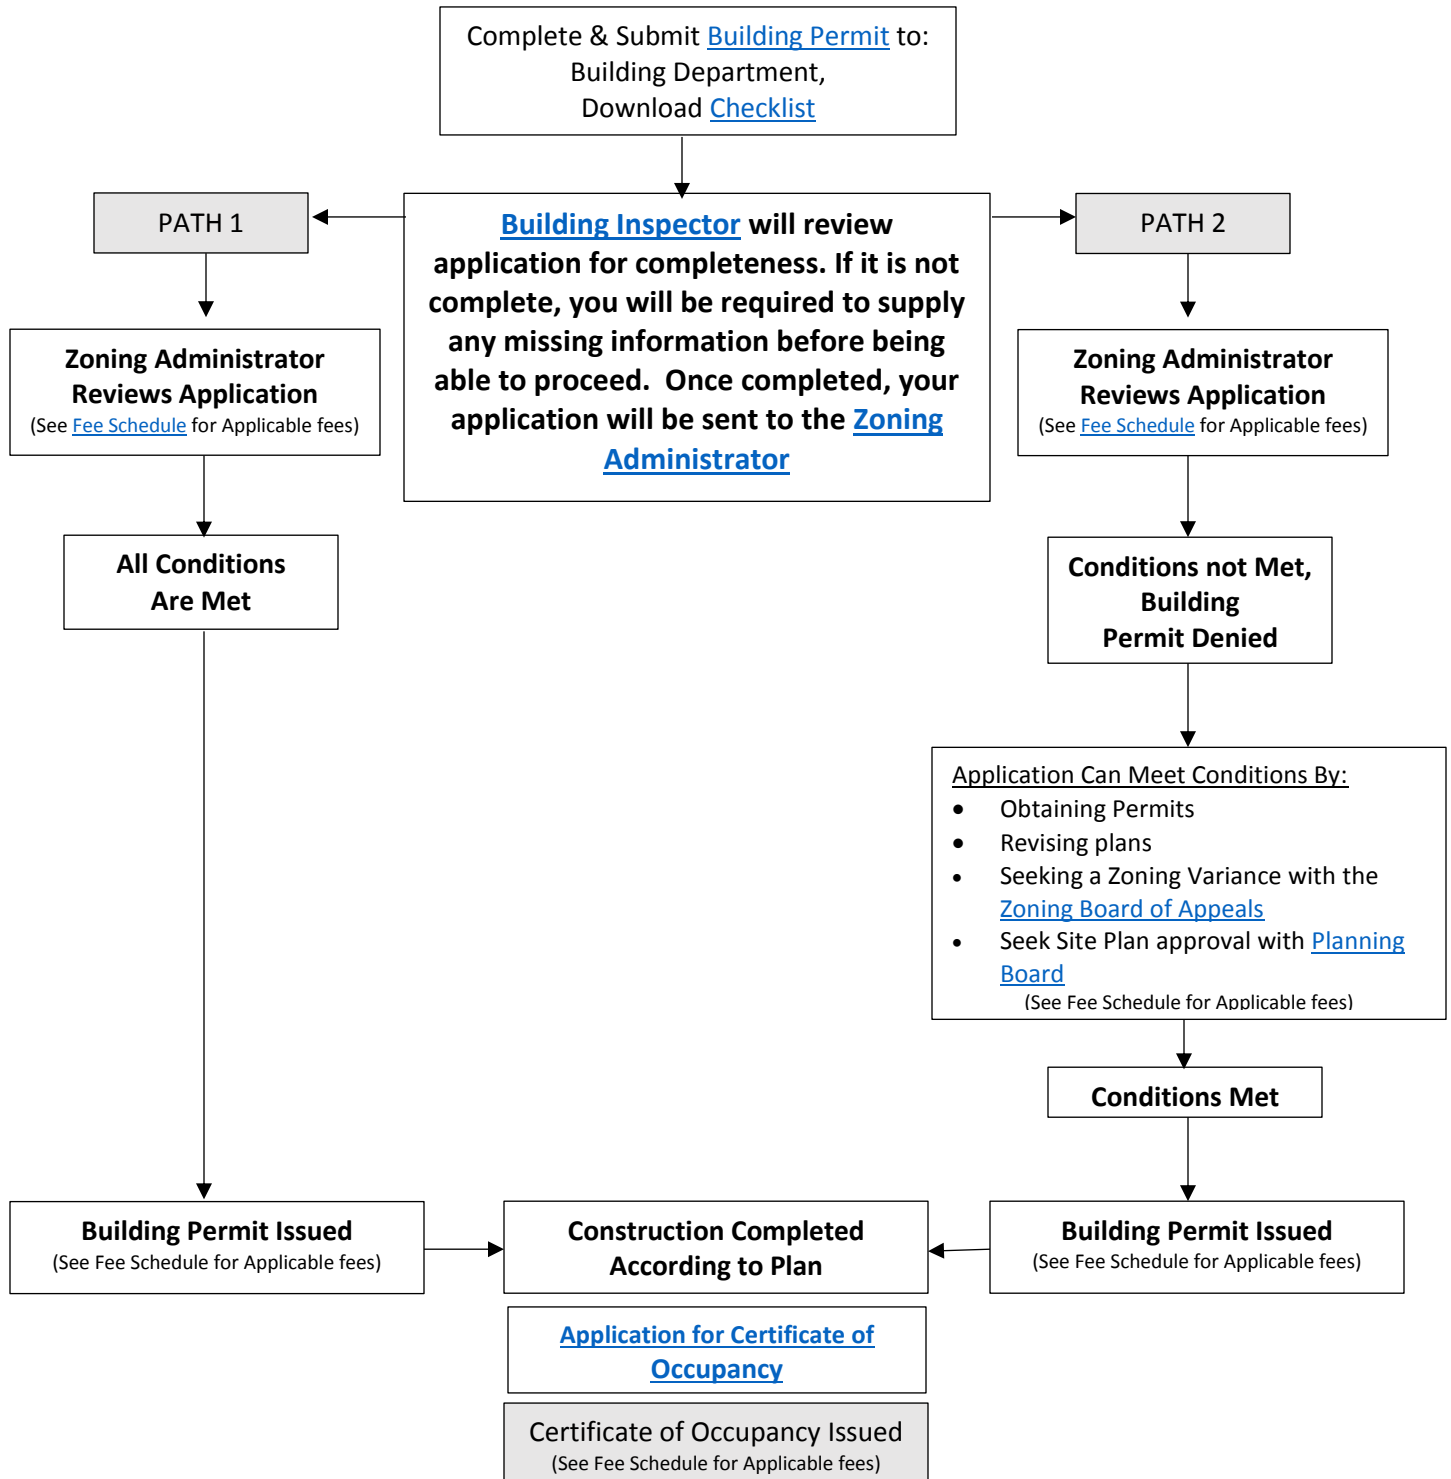 Complete & Submit Building Permit to:
Building Department,
Download Checklist
PATH 1
Building Inspector will review
application for completeness. If it is not
complete, you will be required to supply
any missing information before being
able to proceed.  Once completed, your
application will be sent to the Zoning
Administrator
PATH 2
Zoning Administrator
Reviews Application
(See Fee Schedule for Applicable fees)
Zoning Administrator
Reviews Application
(See Fee Schedule for Applicable fees)
All Conditions
Are Met
Conditions not Met,
Building
Permit Denied
Application Can Meet Conditions By:
• Obtaining Permits
• Revising plans
• Seeking a Zoning Variance with the
Zoning Board of Appeals
• Seek Site Plan approval with Planning
Board
(See Fee Schedule for Applicable fees)
Conditions Met
Building Permit Issued
(See Fee Schedule for Applicable fees)
Construction Completed
According to Plan
Building Permit Issued
(See Fee Schedule for Applicable fees)
Application for Certificate of
Occupancy
Certificate of Occupancy Issued
(See Fee Schedule for Applicable fees)